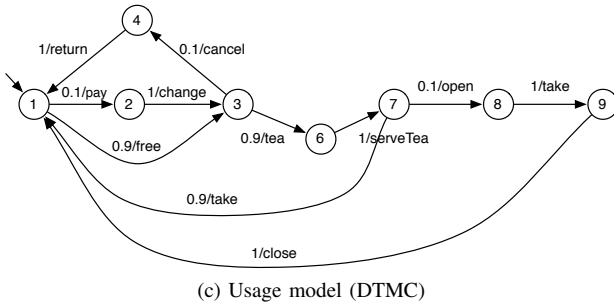 4
1/return
0.1/cancel
1
0.1/pay
2
1/change
3
7
0.1/open
8
1/take
9
0.9/tea
6
1/serveTea
0.9/free
0.9/take
1/close
(c) Usage model (DTMC)